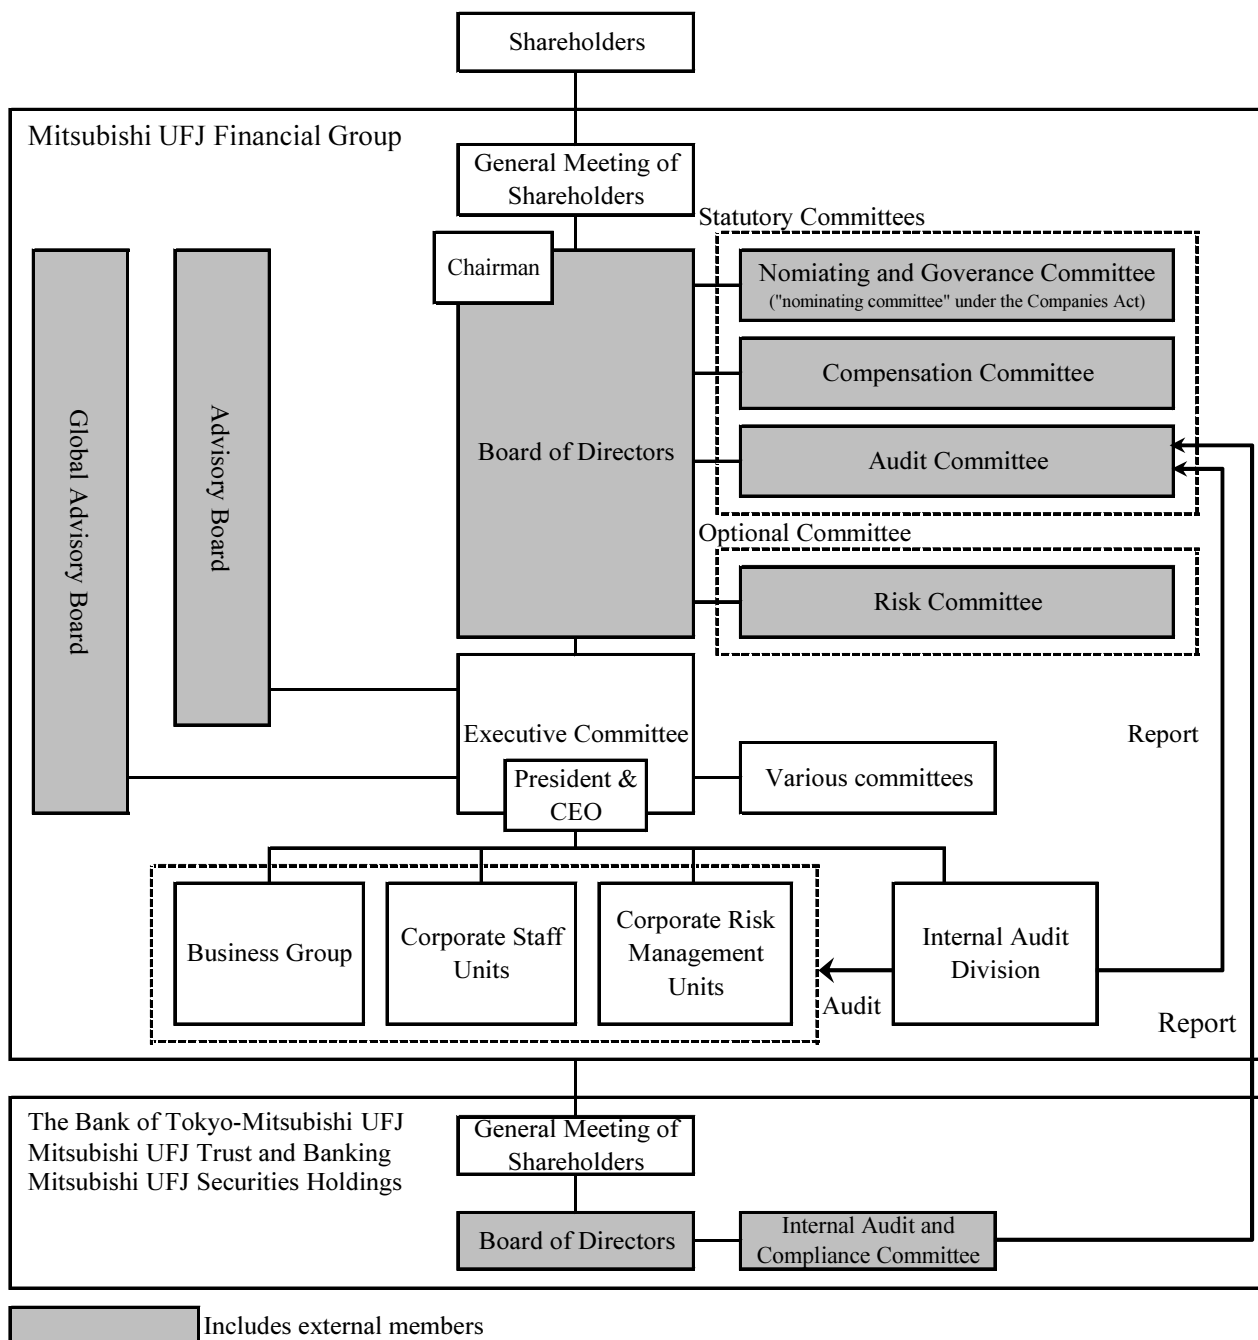 Shareholders
Mitsubishi UFJ Financial Group
General Meeting of
Shareholders
Statutory Committees
Chairman
Nomiating and Goverance Committee
("nominating committee" under the Companies Act)
Compensation Committee
Global Advisory Board
Advisory Board
Board of Directors
Audit Committee
Optional Committee
Risk Committee
Executive Committee
Report
President &
CEO
Various committees
Business Group
Corporate Staff
Units
Corporate Risk
Management
Units
Internal Audit
Division
Audit
Report
The Bank of Tokyo-Mitsubishi UFJ
Mitsubishi UFJ Trust and Banking
Mitsubishi UFJ Securities Holdings
General Meeting of
Shareholders
Board of Directors
Internal Audit and
Compliance Committee
Includes external members